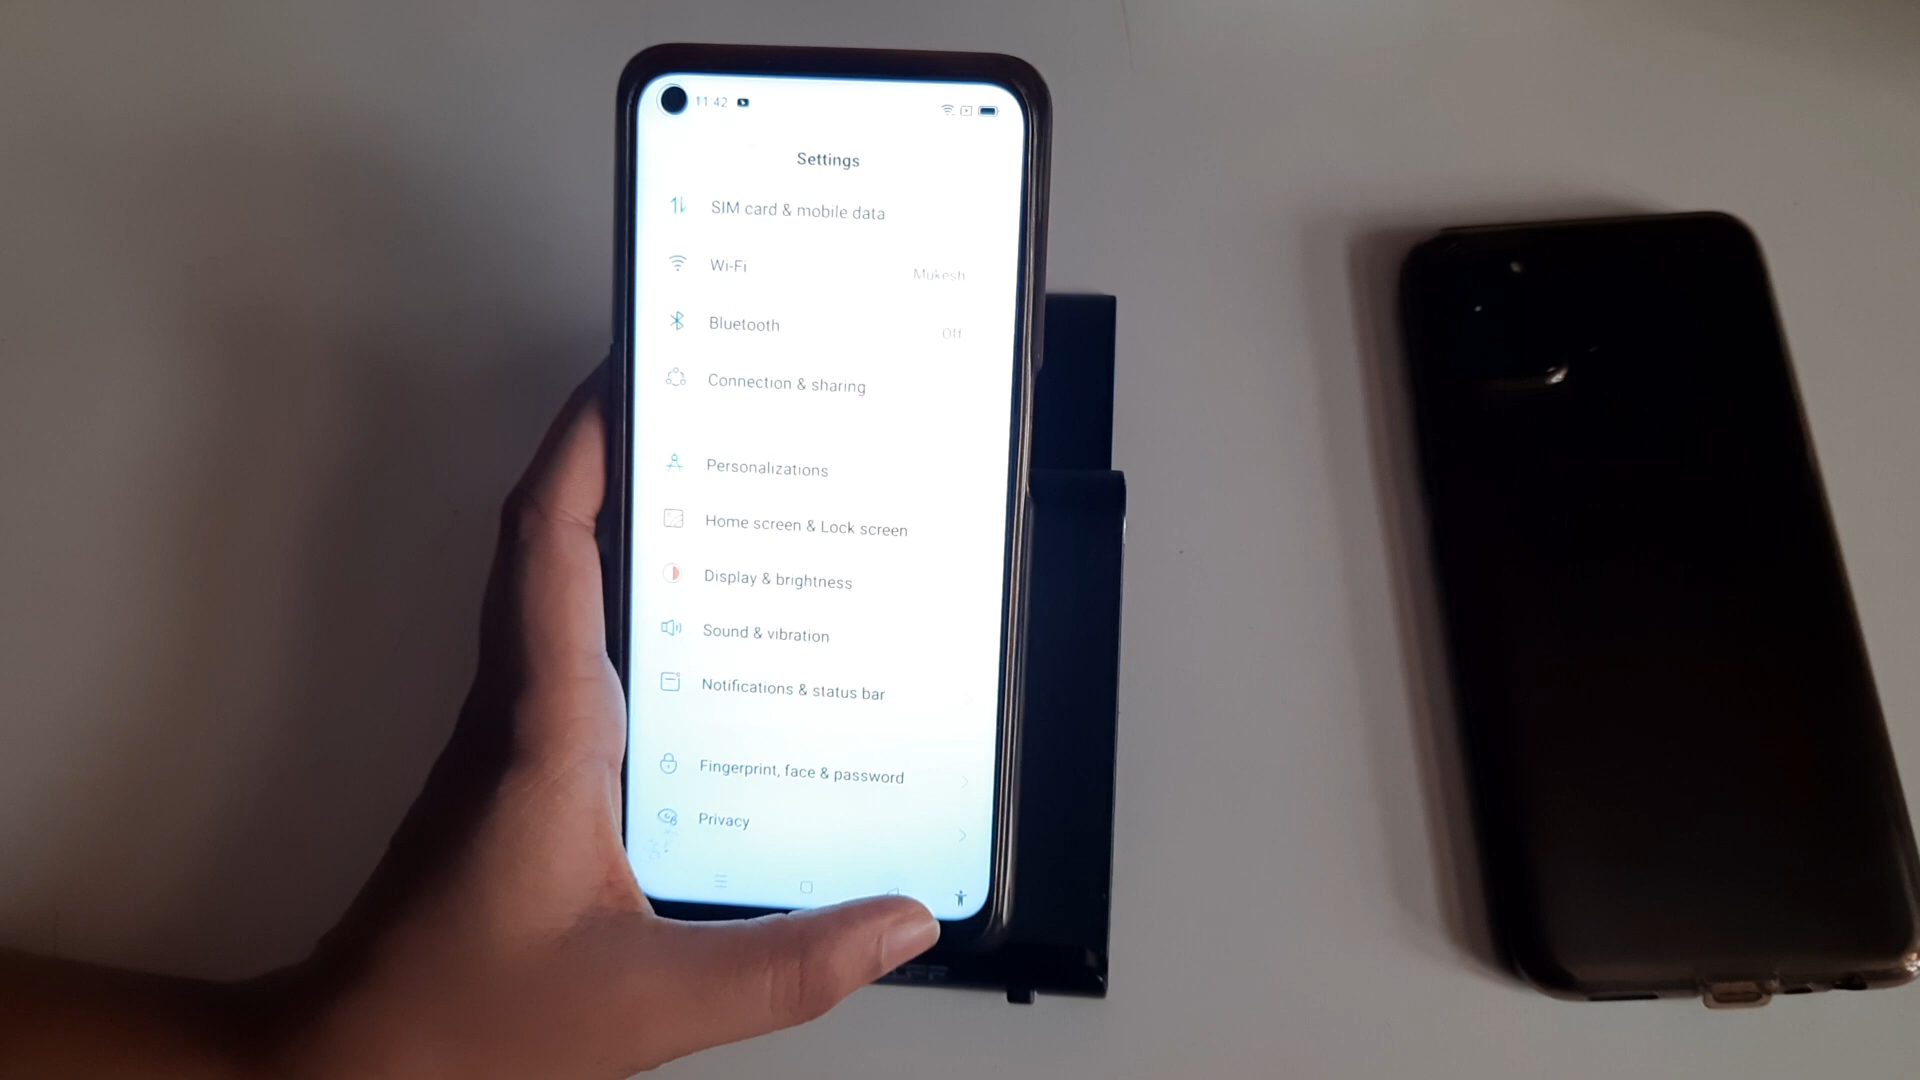 11:42
Settings
SIM card & mobile data
Wi-Fi Mukesh
Bluetooth Off
Connection & sharing
Personalizations
Home screen & Lock screen
Display & brightness
Sound & vibration
Notifications & status bar
Fingerprint, face & password
Privacy